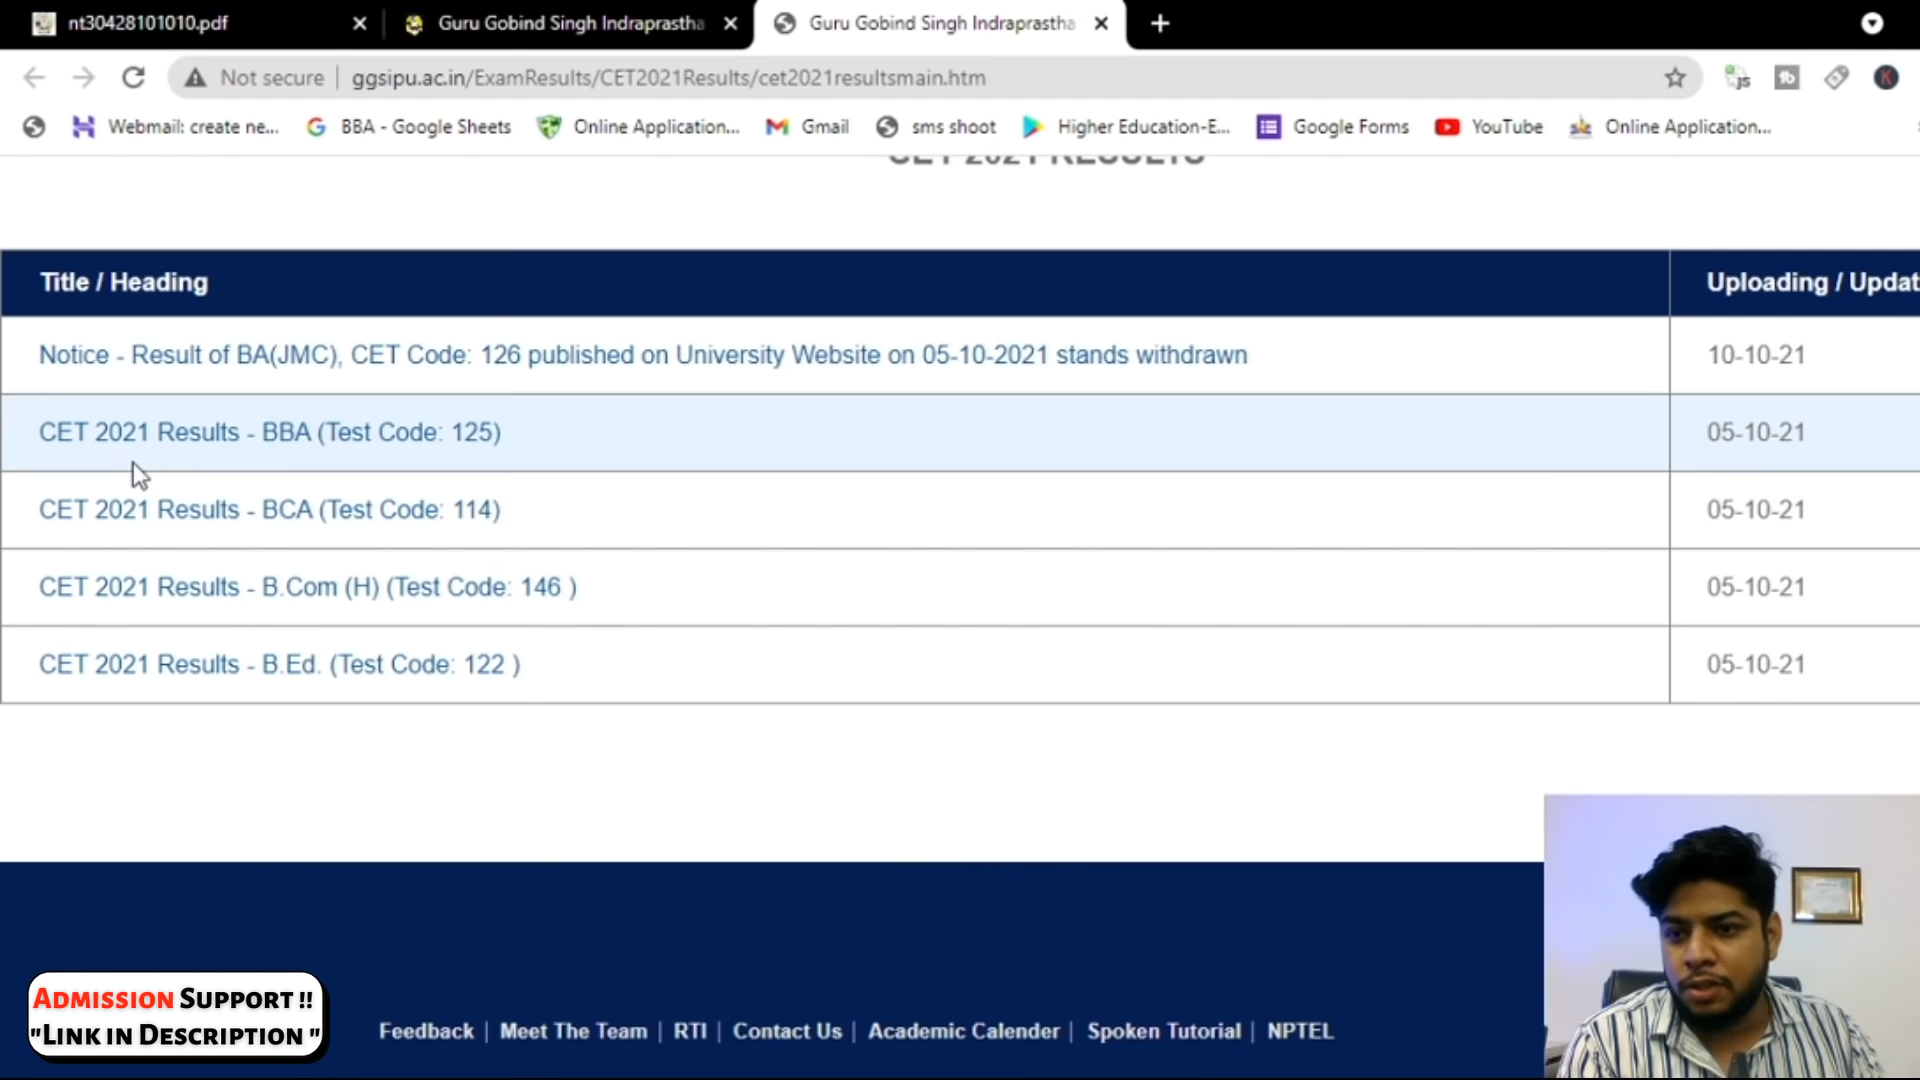 nt30428101010.pdf
Guru Gobind Singh Indraprastha
Guru Gobind Singh Indraprastha
Not secure
ggsipu.ac.in/ExamResults/CET2021Results/cet2021resultsmain.htm
Webmail: create ne...
BBA - Google Sheets
Online Application...
Gmail
sms shoot
Higher Education-E...
Google Forms
YouTube
Online Application...
CET 2021 RESULTS
Title / Heading
Uploading / Updat
Notice - Result of BA(JMC), CET Code: 126 published on University Website on 05-10-2021 stands withdrawn
10-10-21
CET 2021 Results - BBA (Test Code: 125)
05-10-21
CET 2021 Results - BCA (Test Code: 114)
05-10-21
CET 2021 Results - B.Com (H) (Test Code: 146 )
05-10-21
CET 2021 Results - B.Ed. (Test Code: 122 )
05-10-21
ADMISSION SUPPORT !!
"LINK IN DESCRIPTION "
Feedback | Meet The Team | RTI | Contact Us | Academic Calender | Spoken Tutorial | NPTEL